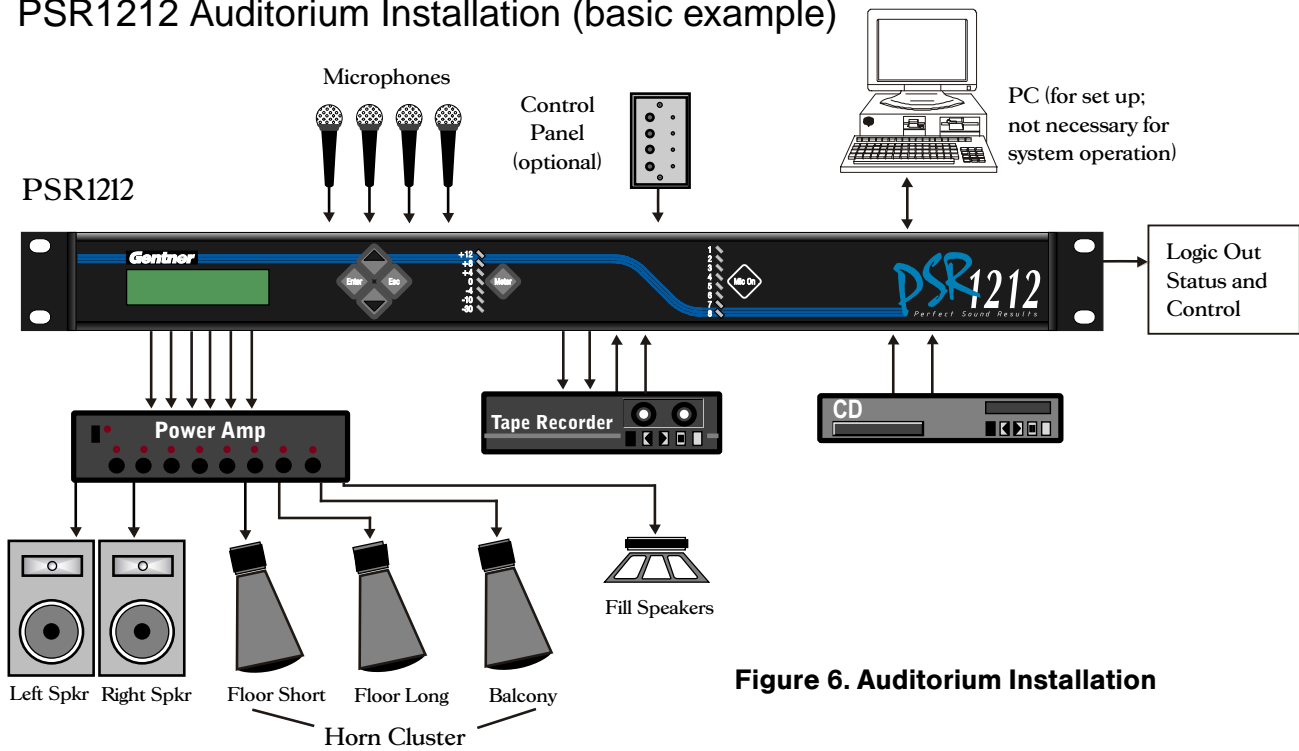 PSR1212 Auditorium Installation (basic example)
Microphones
Control
Panel
(optional)
PC (for set up;
not necessary for
system operation)
PSR1212
Gentner
Enter
Esc
+12
+8
+4
0
-4
-10
-30
Meter
1
2
3
4
5
6
7
8
Mic On
PSR1212
Perfect Sound Results
Logic Out
Status and
Control
Power Amp
Tape Recorder
CD
Left Spkr
Right Spkr
Floor Short
Floor Long
Balcony
Fill Speakers
Horn Cluster
Figure 6. Auditorium Installation